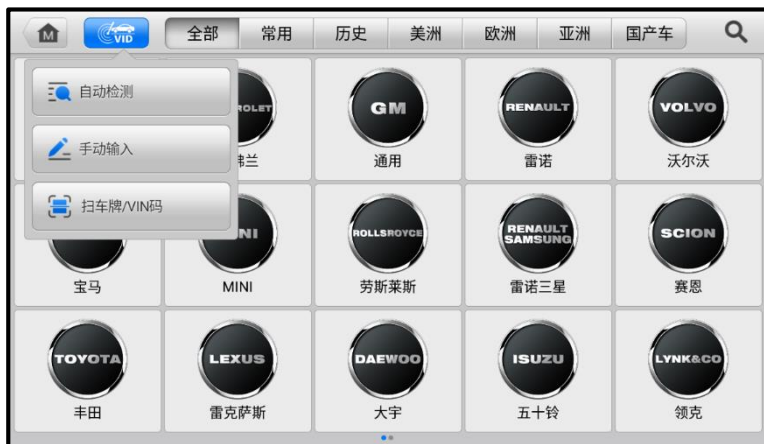 M
VID
全部
常用
历史
美洲
欧洲
亚洲
国产车
自动检测
手动输入
扫车牌/VIN码
ROLET
GM
RENAULT
VOLVO
弗兰
通用
雷诺
沃尔沃
NI
ROLLSROYCE
RENAULT
SAMSUNG
SCION
宝马
MINI
劳斯莱斯
雷诺三星
赛恩
TOYOTA
LEXUS
DAEWOO
ISUZU
LYNK&CO
丰田
雷克萨斯
大宇
五十铃
领克